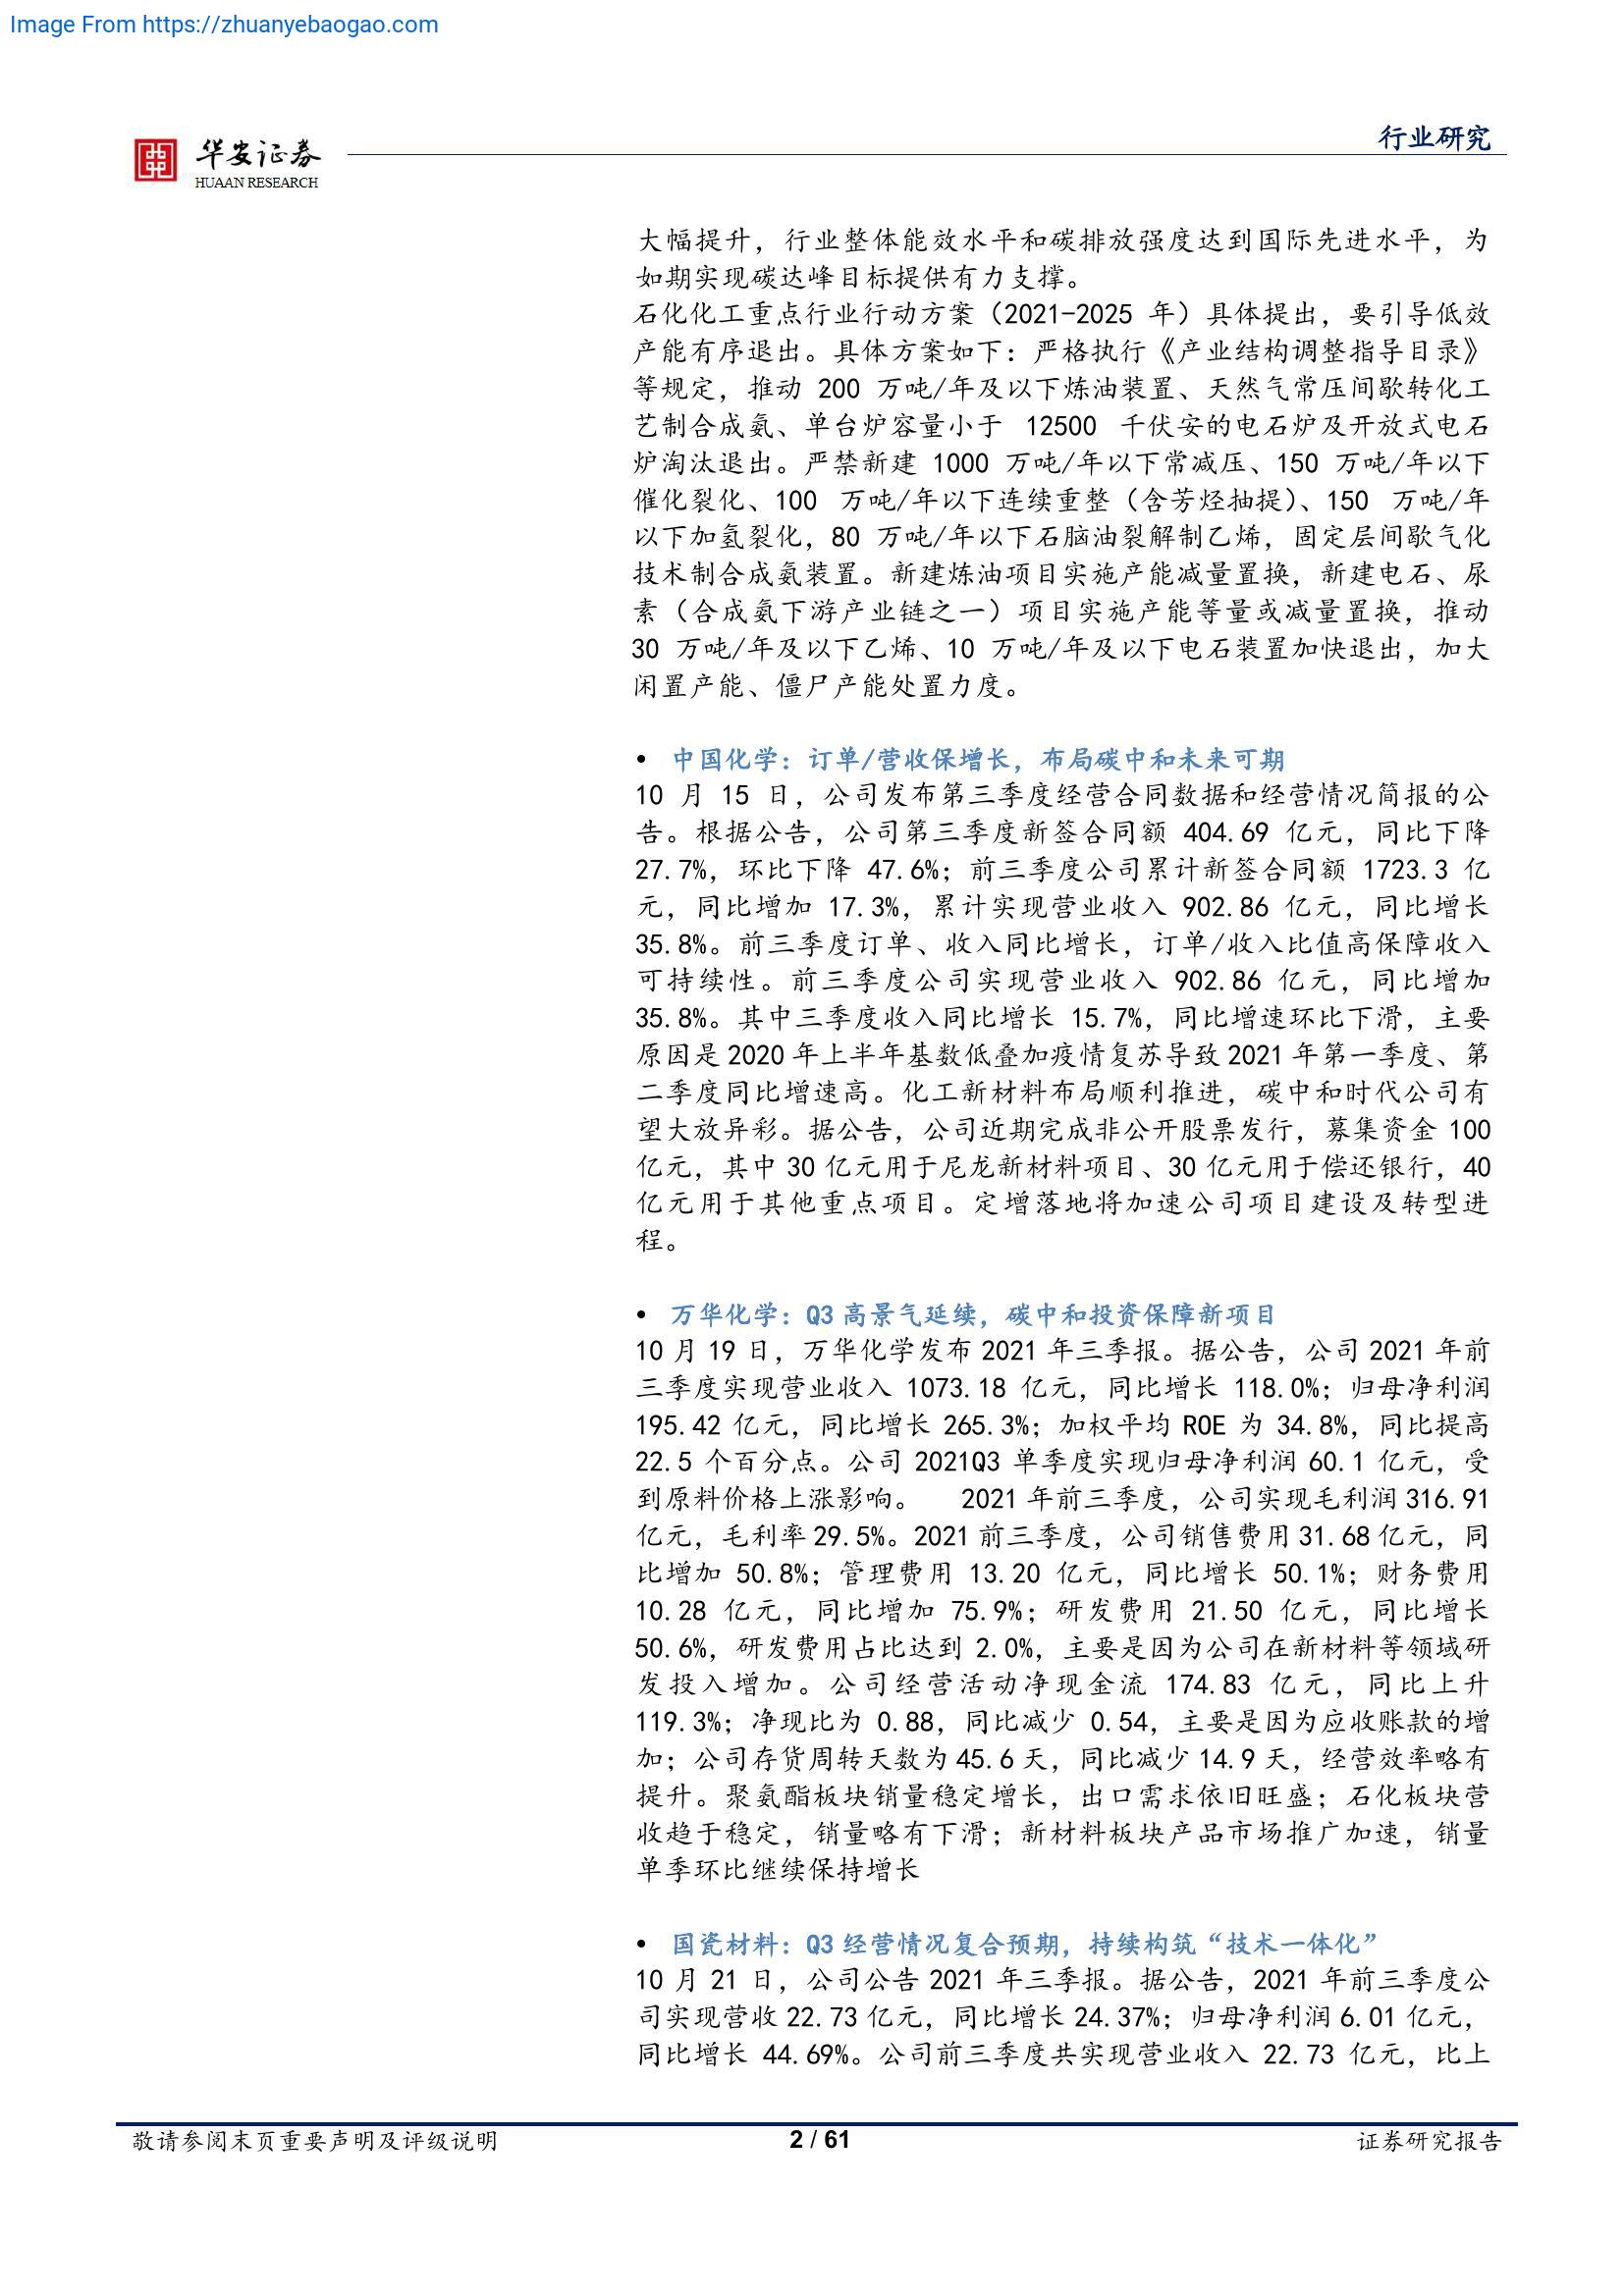 Image From https://zhuanyebaogao.com
华安证券
HUAAN RESEARCH
行业研究
大幅提升，行业整体能效水平和碳排放强度达到国际先进水平，为
如期实现碳达峰目标提供有力支撑。
石化化工重点行业行动方案（2021-2025 年）具体提出，要引导低效
产能有序退出。具体方案如下：严格执行《产业结构调整指导目录》
等规定，推动 200 万吨/年及以下炼油装置、天然气常压间歇转化工
艺制合成氨、单台炉容量小于 12500 千伏安的电石炉及开放式电石
炉淘汰退出。严禁新建 1000 万吨/年以下常减压、150 万吨/年以下
催化裂化、100 万吨/年以下连续重整（含芳烃抽提）、150 万吨/年
以下加氢裂化，80 万吨/年以下石脑油裂解制乙烯，固定层间歇气化
技术制合成氨装置。新建炼油项目实施产能减量置换，新建电石、尿
素（合成氨下游产业链之一）项目实施产能等量或减量置换，推动
30 万吨/年及以下乙烯、10 万吨/年及以下电石装置加快退出，加大
闲置产能、僵尸产能处置力度。
• 中国化学：订单/营收保增长，布局碳中和未来可期
10 月 15 日，公司发布第三季度经营合同数据和经营情况简报的公
告。根据公告，公司第三季度新签合同额 404.69 亿元，同比下降
27.7%，环比下降 47.6%；前三季度公司累计新签合同额 1723.3 亿
元，同比增加 17.3%，累计实现营业收入 902.86 亿元，同比增长
35.8%。前三季度订单、收入同比增长，订单/收入比值高保障收入
可持续性。前三季度公司实现营业收入 902.86 亿元，同比增加
35.8%。其中三季度收入同比增长 15.7%，同比增速环比下滑，主要
原因是 2020 年上半年基数低叠加疫情复苏导致 2021 年第一季度、第
二季度同比增速高。化工新材料布局顺利推进，碳中和时代公司有
望大放异彩。据公告，公司近期完成非公开股票发行，募集资金 100
亿元，其中 30 亿元用于尼龙新材料项目、30 亿元用于偿还银行，40
亿元用于其他重点项目。定增落地将加速公司项目建设及转型进
程。
• 万华化学：Q3 高景气延续，碳中和投资保障新项目
10 月 19 日，万华化学发布 2021 年三季报。据公告，公司 2021 年前
三季度实现营业收入 1073.18 亿元，同比增长 118.0%；归母净利润
195.42 亿元，同比增长 265.3%；加权平均 ROE 为 34.8%，同比提高
22.5 个百分点。公司 2021Q3 单季度实现归母净利润 60.1 亿元，受
到原料价格上涨影响。 2021 年前三季度，公司实现毛利润 316.91
亿元，毛利率 29.5%。2021 前三季度，公司销售费用 31.68 亿元，同
比增加 50.8%；管理费用 13.20 亿元，同比增长 50.1%；财务费用
10.28 亿元，同比增加 75.9%；研发费用 21.50 亿元，同比增长
50.6%，研发费用占比达到 2.0%，主要是因为公司在新材料等领域研
发投入增加。公司经营活动净现金流 174.83 亿元，同比上升
119.3%；净现比为 0.88，同比减少 0.54，主要是因为应收账款的增
加；公司存货周转天数为 45.6 天，同比减少 14.9 天，经营效率略有
提升。聚氨酯板块销量稳定增长，出口需求依旧旺盛；石化板块营
收趋于稳定，销量略有下滑；新材料板块产品市场推广加速，销量
单季环比继续保持增长
• 国瓷材料：Q3 经营情况复合预期，持续构筑“技术一体化”
10 月 21 日，公司公告 2021 年三季报。据公告，2021 年前三季度公
司实现营收 22.73 亿元，同比增长 24.37%；归母净利润 6.01 亿元，
同比增长 44.69%。公司前三季度共实现营业收入 22.73 亿元，比上
敬请参阅末页重要声明及评级说明
2 / 61
证券研究报告